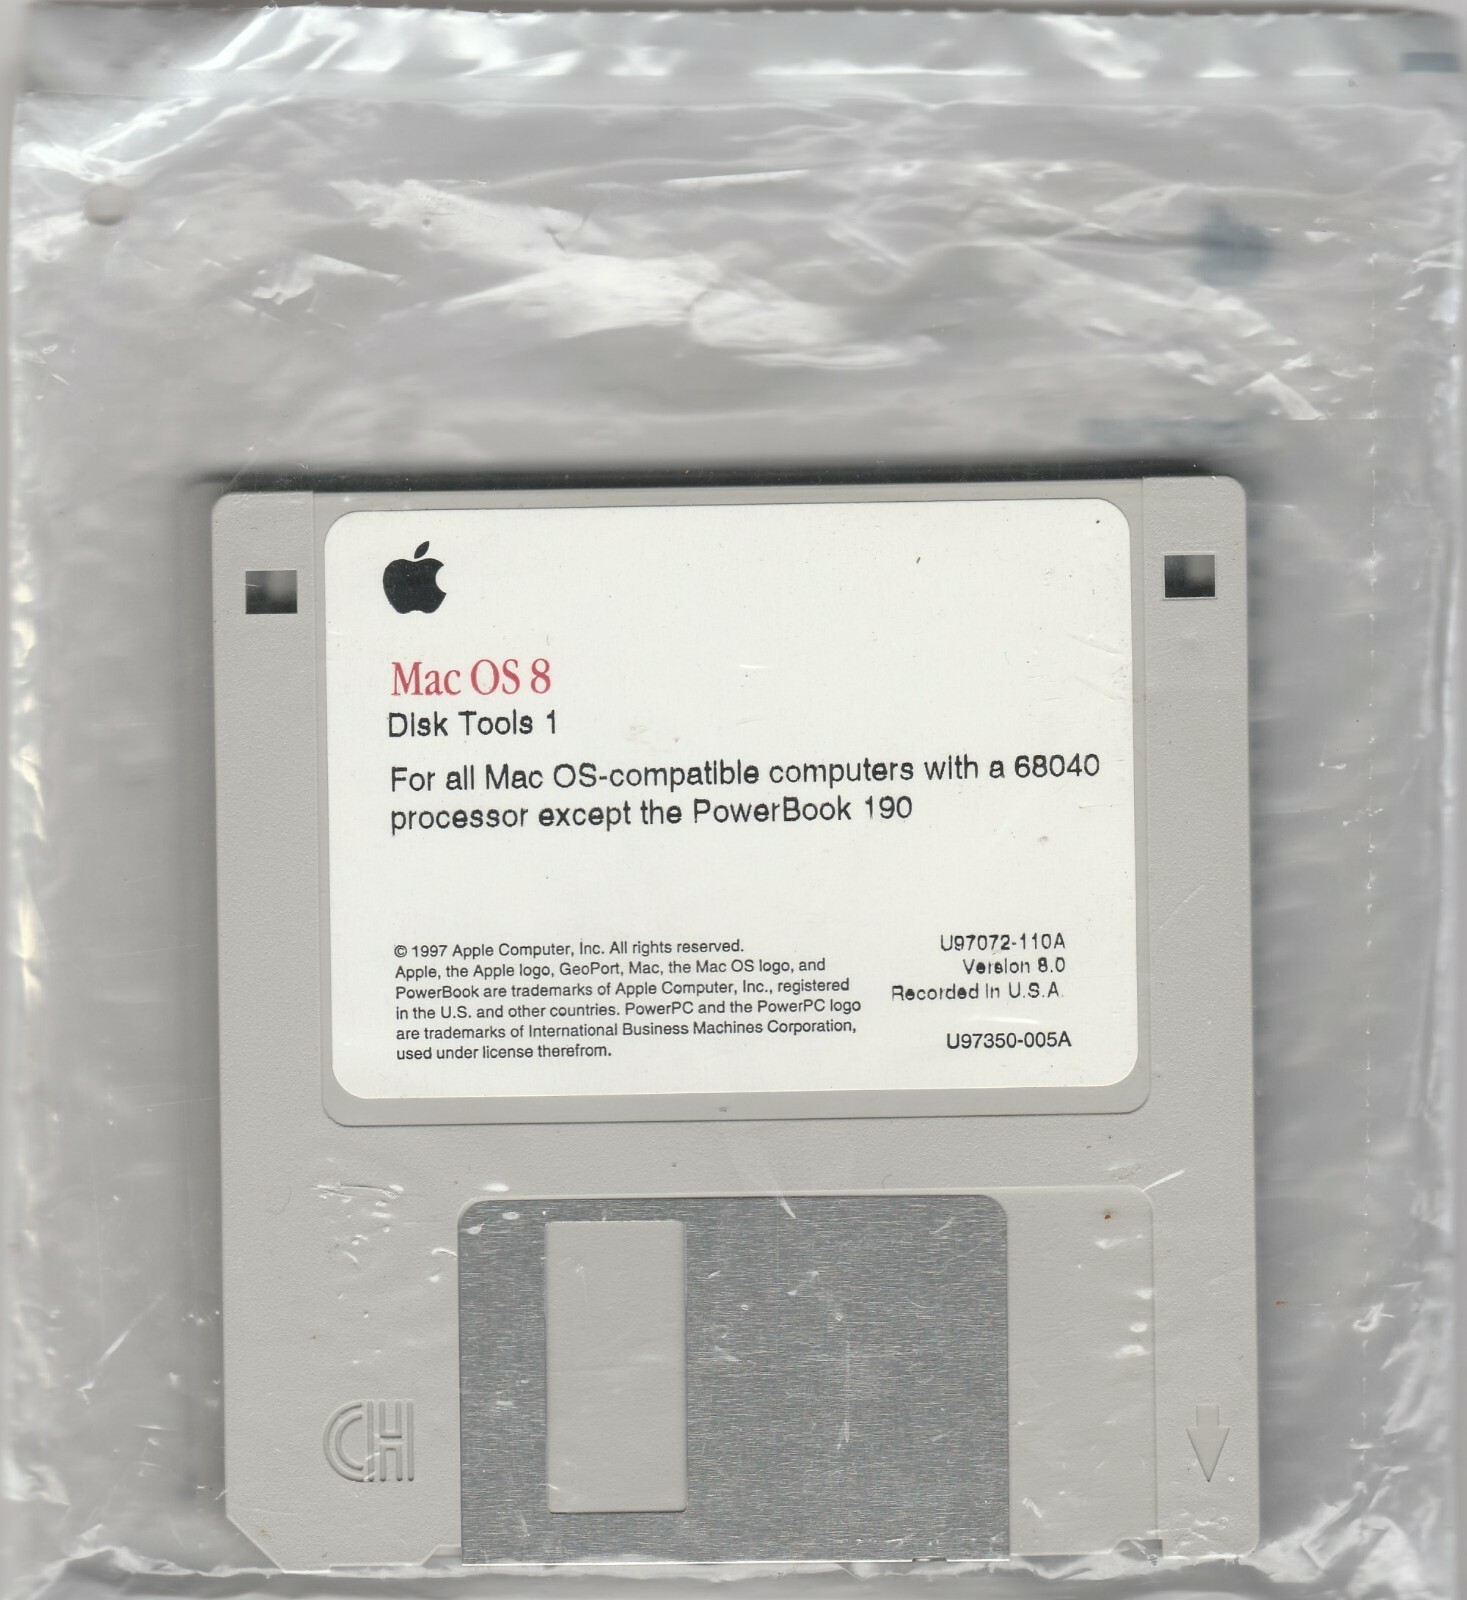 Mac OS 8
Disk Tools 1
For all Mac OS-compatible computers with a 68040
processor except the PowerBook 190
© 1997 Apple Computer, Inc. All rights reserved.
Apple, the Apple logo, GeoPort, Mac, the Mac OS logo, and
PowerBook are trademarks of Apple Computer, Inc., registered
in the U.S. and other countries. PowerPC and the PowerPC logo
are trademarks of International Business Machines Corporation,
used under license therefrom.
U97072-110A
Version 8.0
Recorded in U.S.A.
U97350-005A
CH